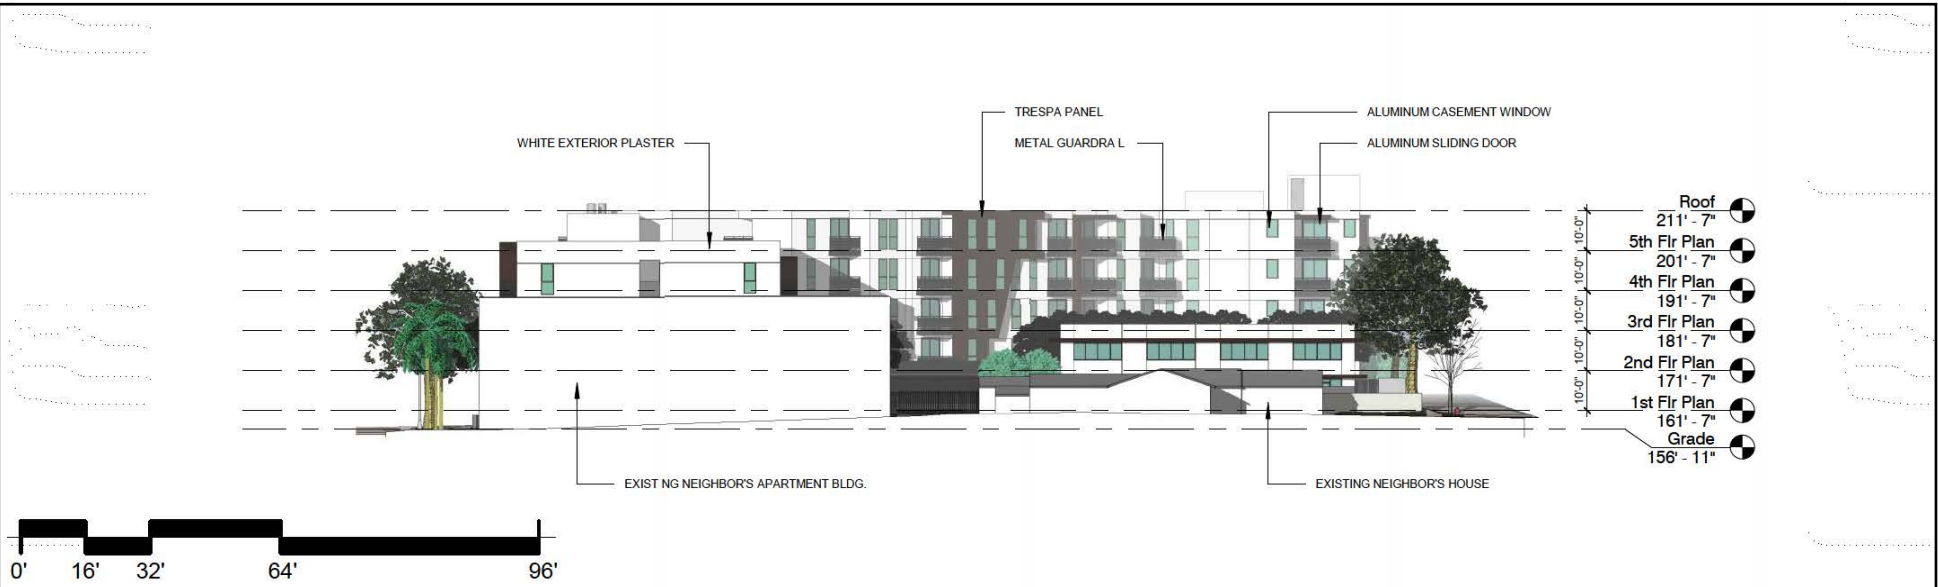 TRESPA PANEL
ALUMINUM CASEMENT WINDOW
WHITE EXTERIOR PLASTER
METAL GUARDRA L
ALUMINUM SLIDING DOOR
Roof
211' - 7"
10'-0"
5th Flr Plan
201' - 7"
10'-0"
4th Flr Plan
191' - 7"
10'-0"
3rd Flr Plan
181' - 7"
10'-0"
2nd Flr Plan
171' - 7"
10'-0"
1st Flr Plan
161' - 7"
Grade
156' - 11"
EXIST NG NEIGHBOR'S APARTMENT BLDG.
EXISTING NEIGHBOR'S HOUSE
0' 16' 32' 64' 96'